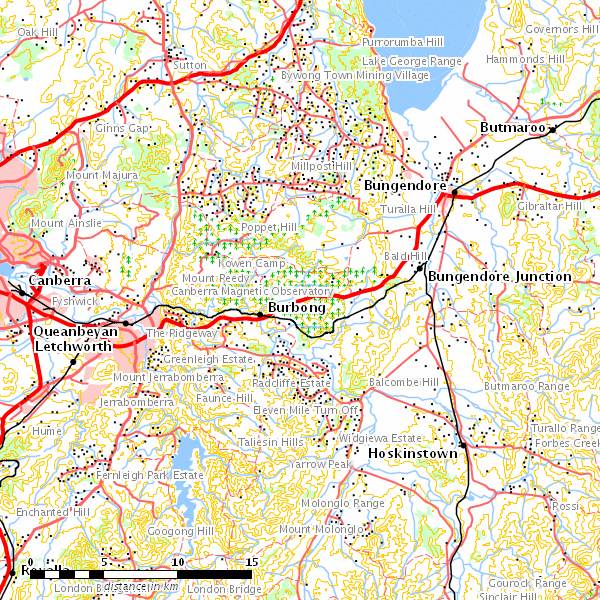 Oak Hill
Purrorumba Hill
Governors Hill
Hammonds Hill
Lake George Range
Sutton
Bywong Town Mining Village
Ginns Gap
Butmaroo
Millpost Hill
Mount Majura
Bungendore
Turalla Hill
Gibraltar Hill
Mount Ainslie
Poppet Hill
Kowen Camp
Bald Hill
Mount Reedy
Bungendore Junction
Canberra
Canberra Magnetic Observatory
Fyshwick
Burbong
Queanbeyan
The Ridgeway
Letchworth
Greenleigh Estate
Mount Jerrabomberra
Radcliffe Estate
Balcombe Hill
Butmaroo Range
Jerrabomberra
Faunce Hill
Eleven Mile Turn Off
Hume
Turallo Range
Taliesin Hills
Widgiewa Estate
Forbes Creek
Hoskinstown
Yarrow Peak
Fernleigh Park Estate
Molonglo Range
Rossi
Enchanted Hill
Googong Hill
Mount Molonglo
0 5 10 15
Royalla
distance in km
London Bridge
London Bridge
Gourock Range
Sinclair Hill